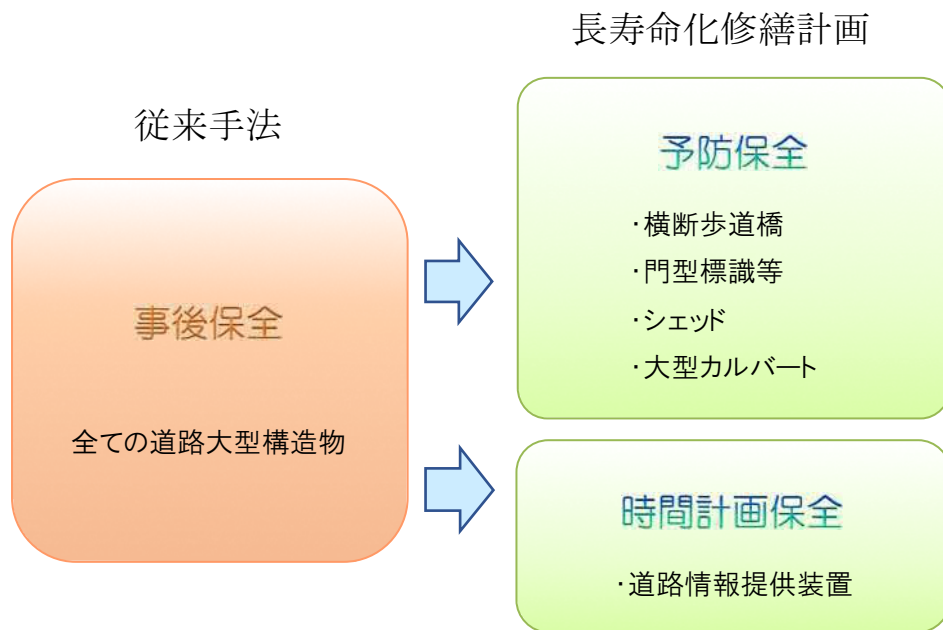 長寿命化修繕計画
従来手法
事後保全
全ての道路大型構造物
予防保全
・横断歩道橋
・門型標識等
・シェッド
・大型カルバート
時間計画保全
・道路情報提供装置